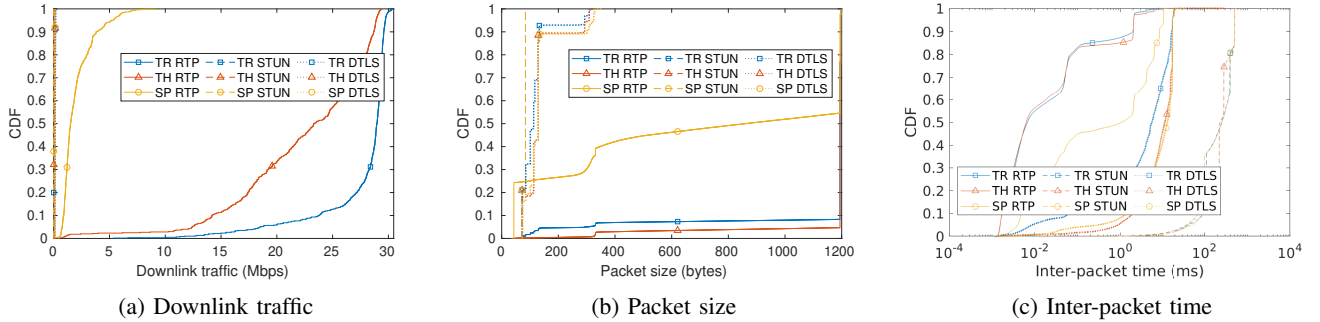 1
0.9
0.8
0.7
0.6
0.5
0.4
0.3
0.2
0.1
0
CDF
TR RTP TR STUN TR DTLS
TH RTP TH STUN TH DTLS
SP RTP SP STUN SP DTLS
0 5 10 15 20 25 30
Downlink traffic (Mbps)
(a) Downlink traffic
1
0.9
0.8
0.7
0.6
0.5
0.4
0.3
0.2
0.1
0
CDF
TR RTP TR STUN TR DTLS
TH RTP TH STUN TH DTLS
SP RTP SP STUN SP DTLS
0 200 400 600 800 1000 1200
Packet size (bytes)
(b) Packet size
1
0.9
0.8
0.7
0.6
0.5
0.4
0.3
0.2
0.1
0
CDF
TR RTP TR STUN TR DTLS
TH RTP TH STUN TH DTLS
SP RTP SP STUN SP DTLS
10⁻⁴ 10⁻² 10⁰ 10² 10⁴
Inter-packet time (ms)
(c) Inter-packet time